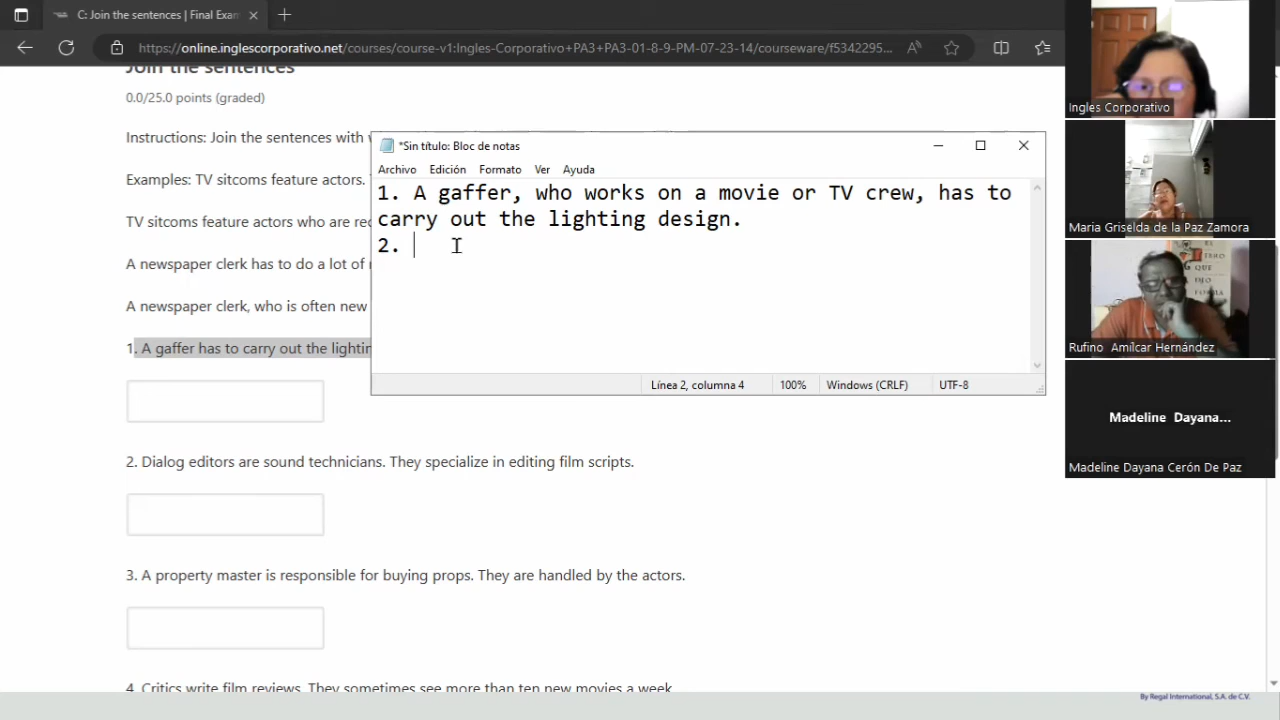 C: Join the sentences | Final Exan
https://online.inglescorporativo.net/courses/course-v1:Ingles-Corporativo+PA3+PA3-01-8-9-PM-07-23-14/courseware/f5342295...
Join the sentences
0.0/25.0 points (graded)
Instructions: Join the sentences with
Examples: TV sitcoms feature actors.
TV sitcoms feature actors who are rec
A newspaper clerk has to do a lot of
A newspaper clerk, who is often new
1. A gaffer has to carry out the lightin
2. Dialog editors are sound technicians. They specialize in editing film scripts.
3. A property master is responsible for buying props. They are handled by the actors.
4. Critics write film reviews. They sometimes see more than ten new movies a week.
*Sin título: Bloc de notas
Archivo Edición Formato Ver Ayuda
1. A gaffer, who works on a movie or TV crew, has to
carry out the lighting design.
2.
Línea 2, columna 4 100% Windows (CRLF) UTF-8
Ingles Corporativo
Maria Griselda de la Paz Zamora
EL
QUE
DIJO
Rufino Amílcar Hernández
Madeline Dayana...
Madeline Dayana Cerón De Paz
By Regal International, S.A. de C.V.